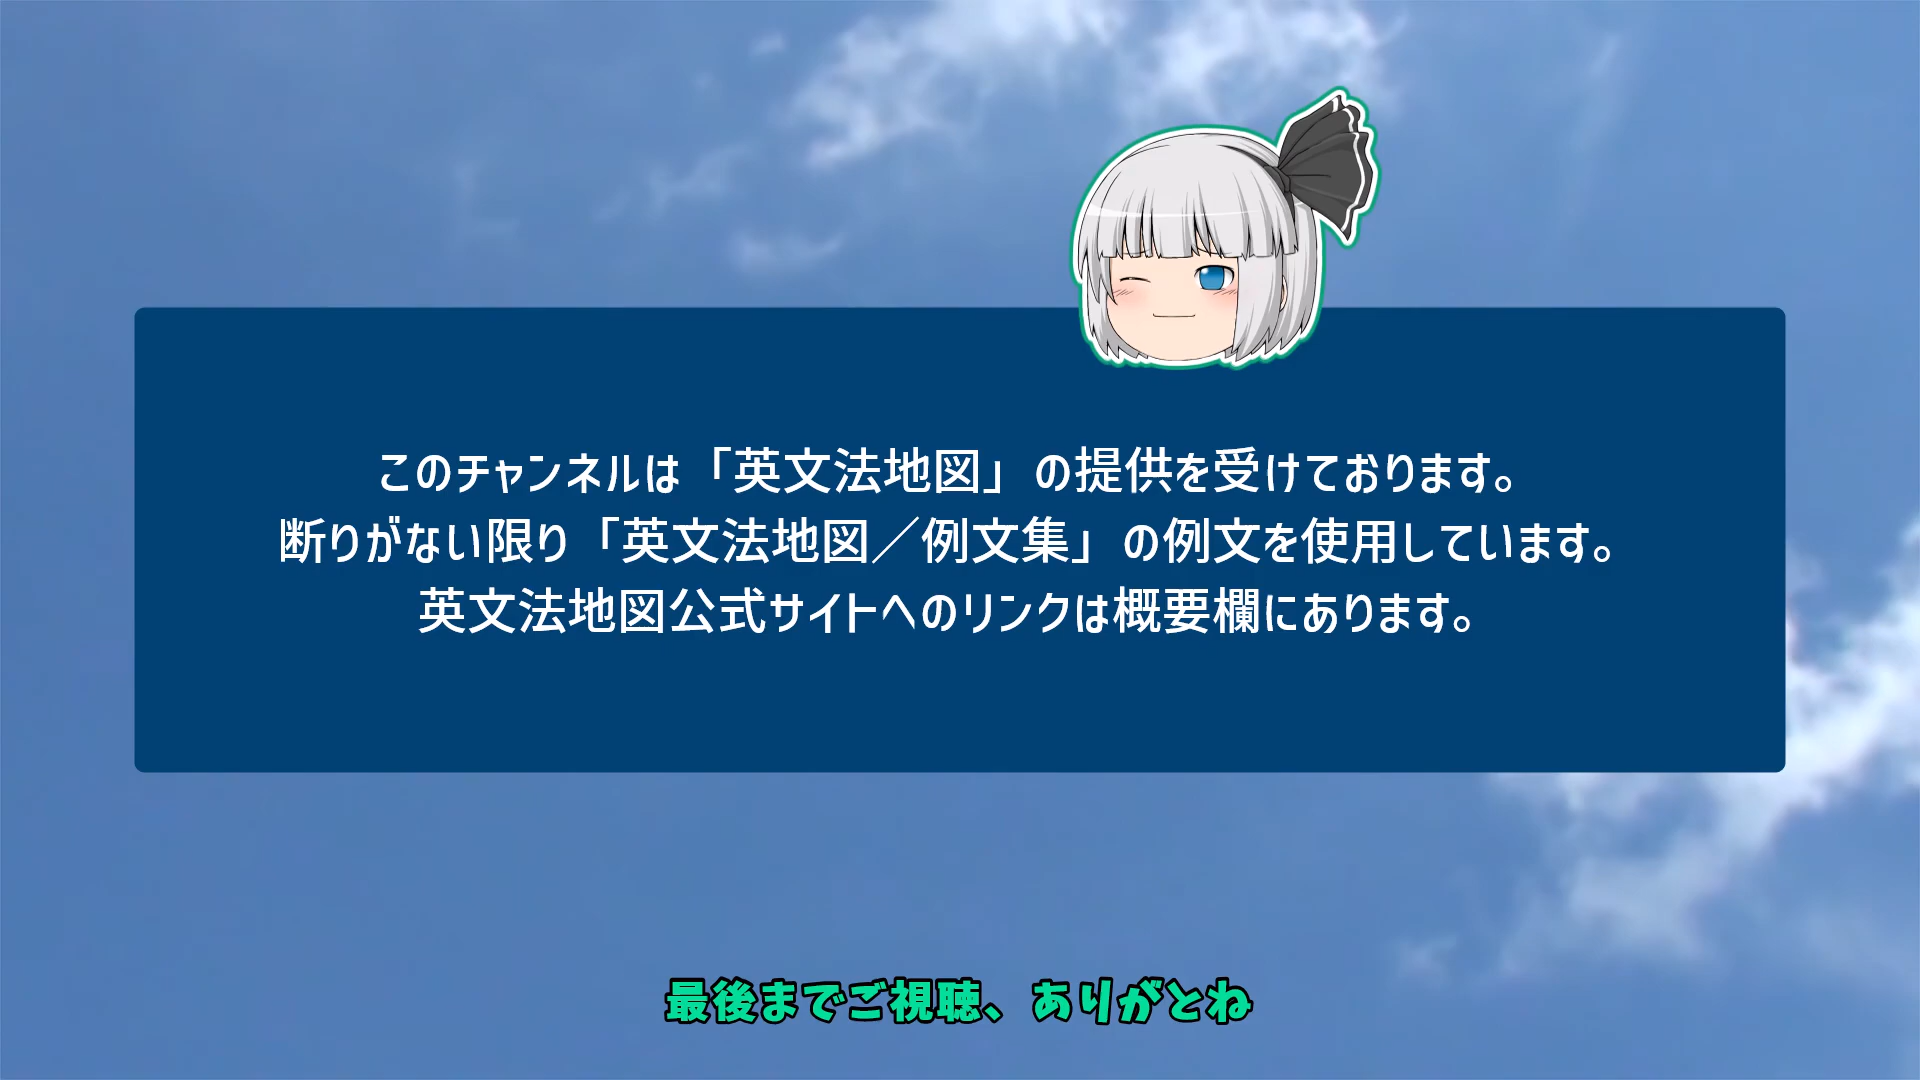 このチャンネルは「英文法地図」の提供を受けております。
断りがない限り「英文法地図／例文集」の例文を使用しています。
英文法地図公式サイトへのリンクは概要欄にあります。
最後までご視聴、ありがとね